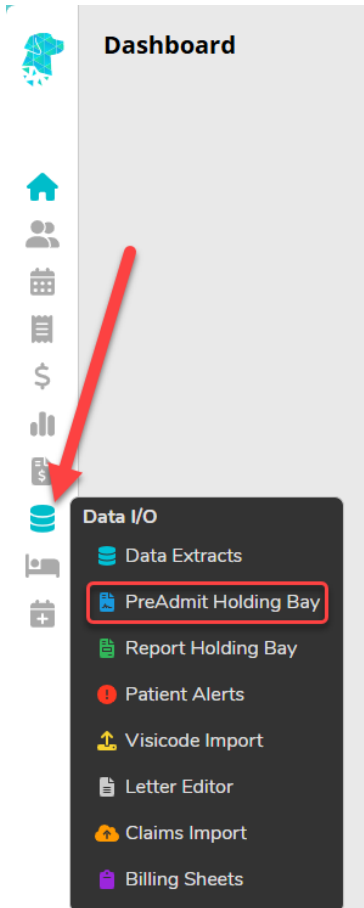 Dashboard
Data I/O
Data Extracts
PreAdmit Holding Bay
Report Holding Bay
Patient Alerts
Visicode Import
Letter Editor
Claims Import
Billing Sheets